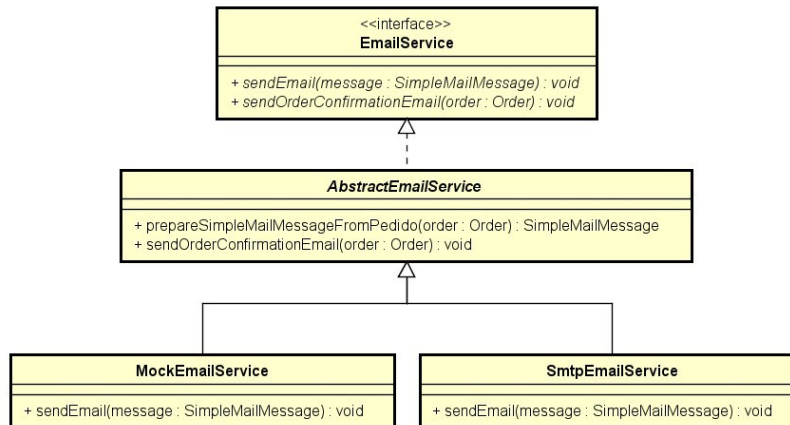 <<interface>>
EmailService
+ sendEmail(message : SimpleMailMessage) : void
+ sendOrderConfirmationEmail(order : Order) : void
AbstractEmailService
+ prepareSimpleMailMessageFromPedido(order : Order) : SimpleMailMessage
+ sendOrderConfirmationEmail(order : Order) : void
MockEmailService
+ sendEmail(message : SimpleMailMessage) : void
SmtpEmailService
+ sendEmail(message : SimpleMailMessage) : void